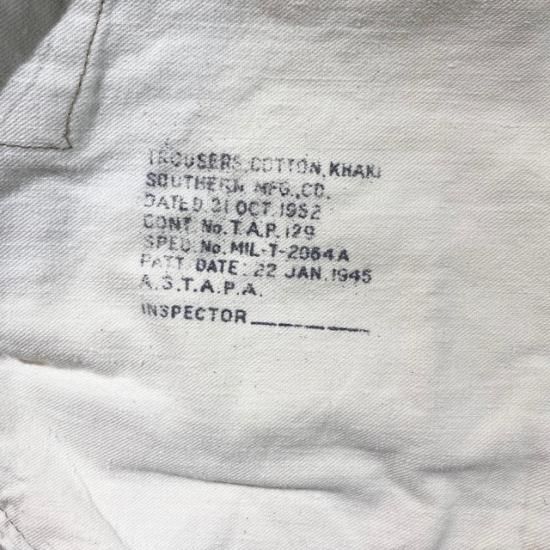 TROUSERS, COTTON, KHAKI
SOUTHERN MFG., CO.
DATED 31 OCT. 1952
CONT. No. T.A.P. 129
SPEC. No. MIL-T-2064A
PATT. DATE: 22 JAN. 1945
A.S.T.A.P.A.
INSPECTOR